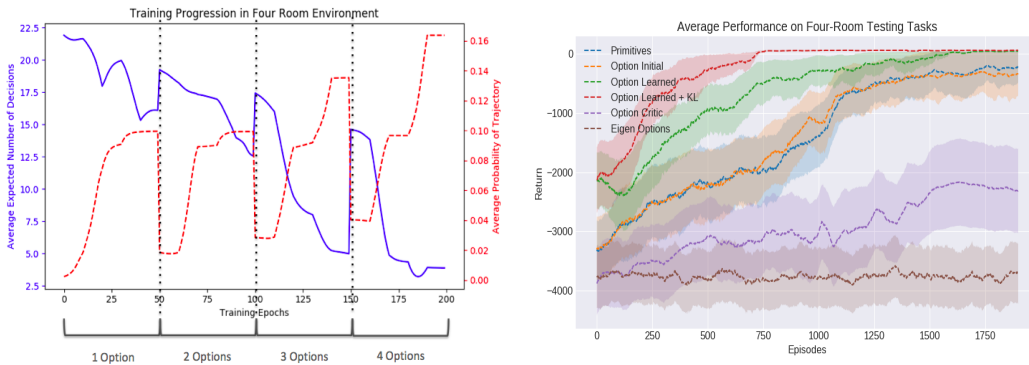 Training Progression in Four Room Environment
Average Expected Number of Decisions
22.5
20.0
17.5
15.0
12.5
10.0
7.5
5.0
2.5
0.16
0.14
0.12
0.10
0.08
0.06
0.04
0.02
0.00
Average Probability of Trajectory
0 25 50 75 100 125 150 175 200
Training Epochs
1 Option 2 Options 3 Options 4 Options
Average Performance on Four-Room Testing Tasks
Return
0
−1000
−2000
−3000
−4000
Primitives
Option Initial
Option Learned
Option Learned + KL
Option Critic
Eigen Options
0 250 500 750 1000 1250 1500 1750
Episodes